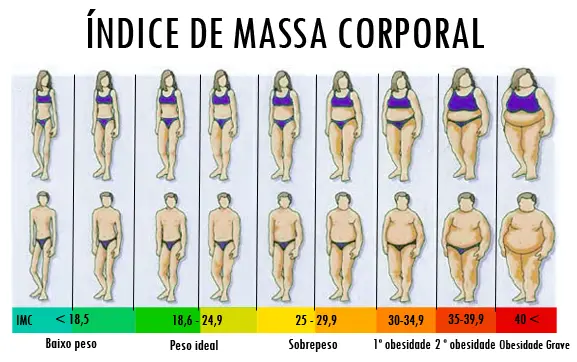 ÍNDICE DE MASSA CORPORAL
IMC < 18,5 18,6 - 24,9 25 - 29,9 30-34,9 35-39,9 40 <
Baixo peso Peso ideal Sobrepeso 1º obesidade 2 º obesidade Obesidade Grave